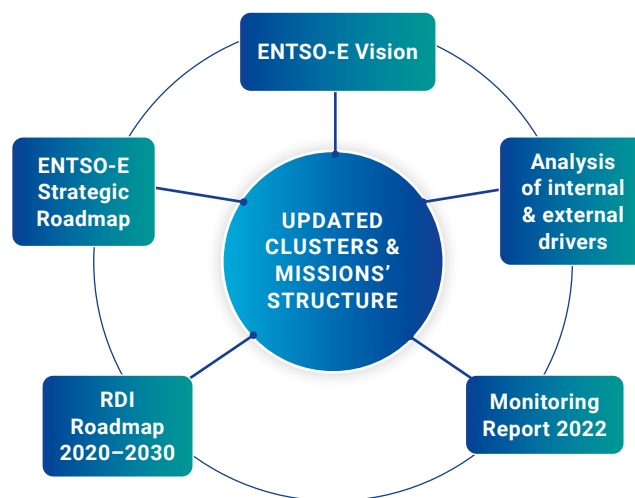 ENTSO-E Vision
ENTSO-E
Strategic
Roadmap
Analysis
of internal
& external
drivers
UPDATED
CLUSTERS &
MISSIONS’
STRUCTURE
RDI
Roadmap
2020–2030
Monitoring
Report 2022